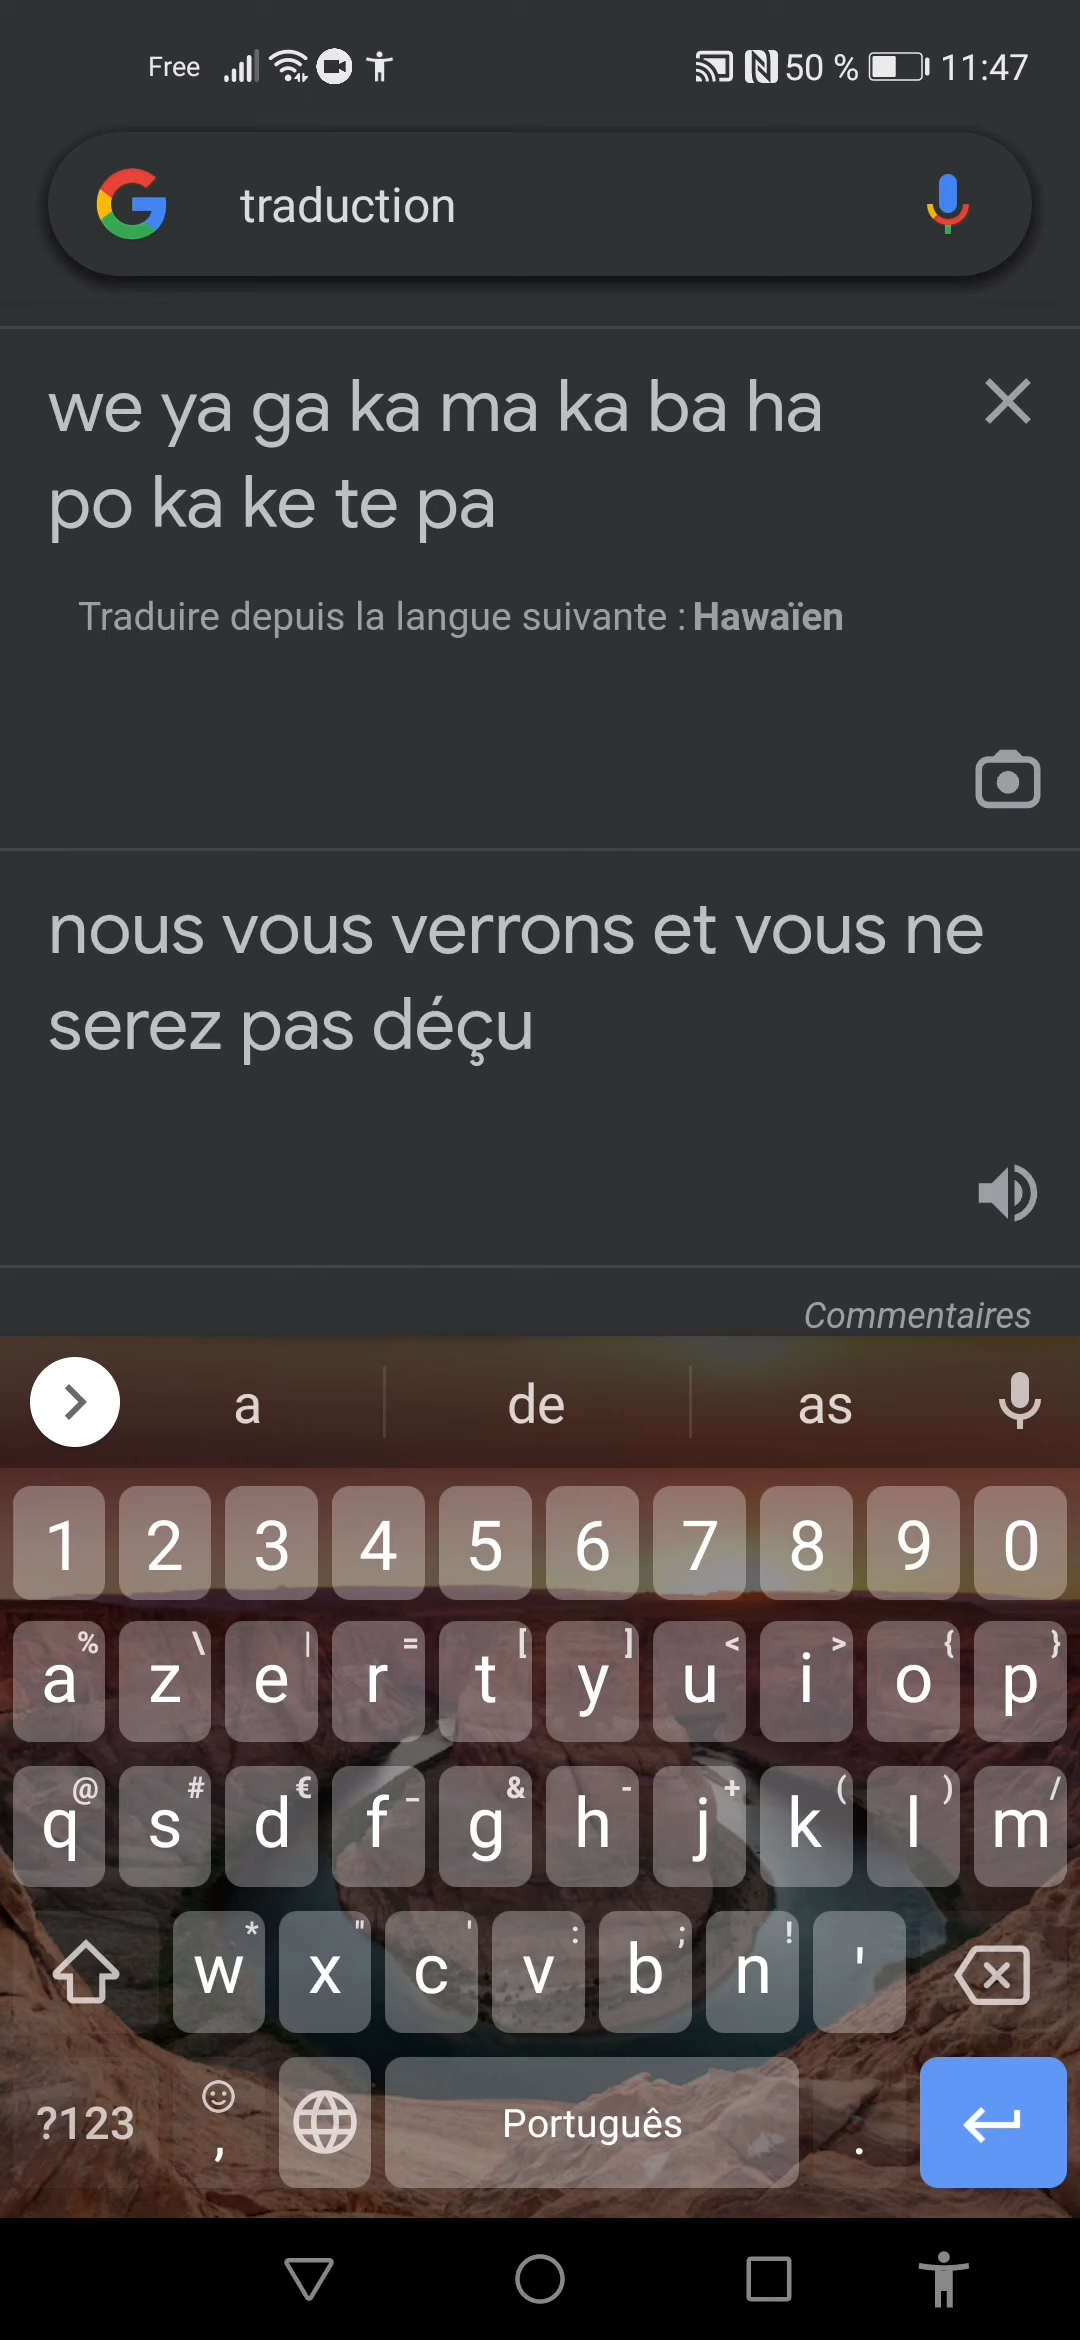 Free 50 % 11:47
traduction
we ya ga ka ma ka ba ha
po ka ke te pa
Traduire depuis la langue suivante : Hawaïen
nous vous verrons et vous ne
serez pas déçu
Commentaires
a de as
1 2 3 4 5 6 7 8 9 0
% \ | = [ ] < > { }
a z e r t y u i o p
@ # € _ & - + ( ) /
q s d f g h j k l m
* " ' : ; !
w x c v b n '
?123 , Português .